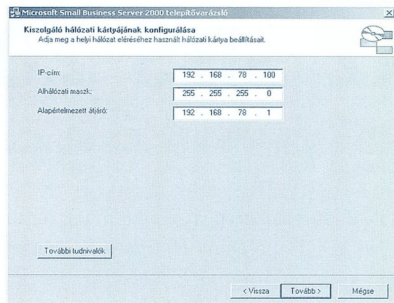 Microsoft Small Business Server 2000 telepítővarázsló
Kiszolgáló hálózati kártyájának konfigurálása
Adja meg a helyi hálózat eléréséhez használt hálózati kártya beállításait.
IP-cím:
192 . 168 . 78 . 100
Alhálózati maszk:
255 . 255 . 255 . 0
Alapértelmezett átjáró:
192 . 168 . 78 . 1
További tudnivalók
< Vissza
Tovább >
Mégse